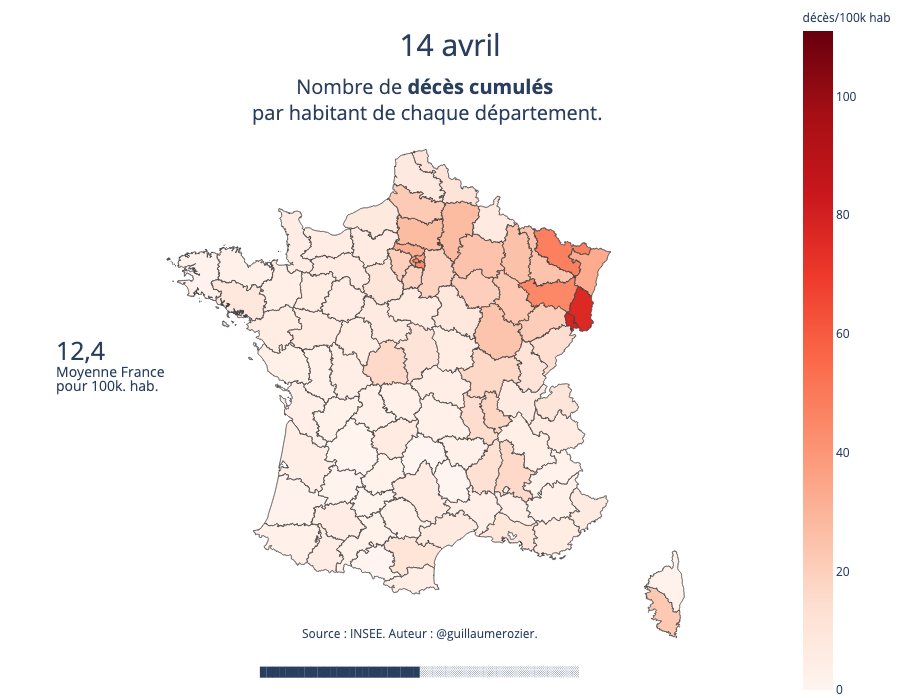 décès/100k hab
14 avril
Nombre de décès cumulés
par habitant de chaque département.
100
80
60
40
20
0
12,4
Moyenne France
pour 100k. hab.
Source : INSEE. Auteur : @guillaumerozier.